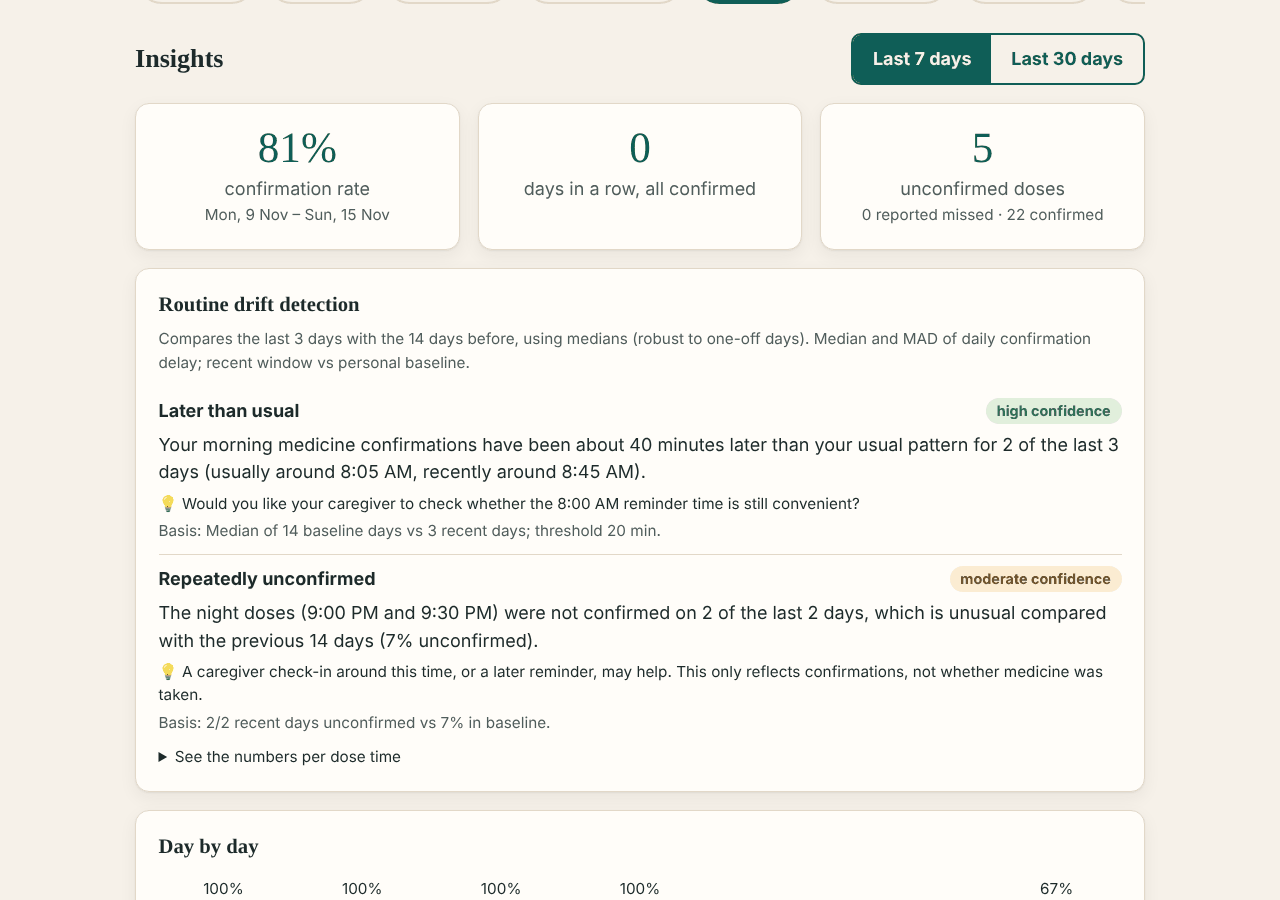 Insights
Last 7 days
Last 30 days
81%
confirmation rate
Mon, 9 Nov – Sun, 15 Nov
0
days in a row, all confirmed
5
unconfirmed doses
0 reported missed · 22 confirmed
Routine drift detection
Compares the last 3 days with the 14 days before, using medians (robust to one-off days). Median and MAD of daily confirmation
delay; recent window vs personal baseline.
Later than usual
high confidence
Your morning medicine confirmations have been about 40 minutes later than your usual pattern for 2 of the last 3
days (usually around 8:05 AM, recently around 8:45 AM).
💡 Would you like your caregiver to check whether the 8:00 AM reminder time is still convenient?
Basis: Median of 14 baseline days vs 3 recent days; threshold 20 min.
Repeatedly unconfirmed
moderate confidence
The night doses (9:00 PM and 9:30 PM) were not confirmed on 2 of the last 2 days, which is unusual compared
with the previous 14 days (7% unconfirmed).
💡 A caregiver check-in around this time, or a later reminder, may help. This only reflects confirmations, not whether medicine was
taken.
Basis: 2/2 recent days unconfirmed vs 7% in baseline.
▶ See the numbers per dose time
Day by day
100% 100% 100% 100% 67%